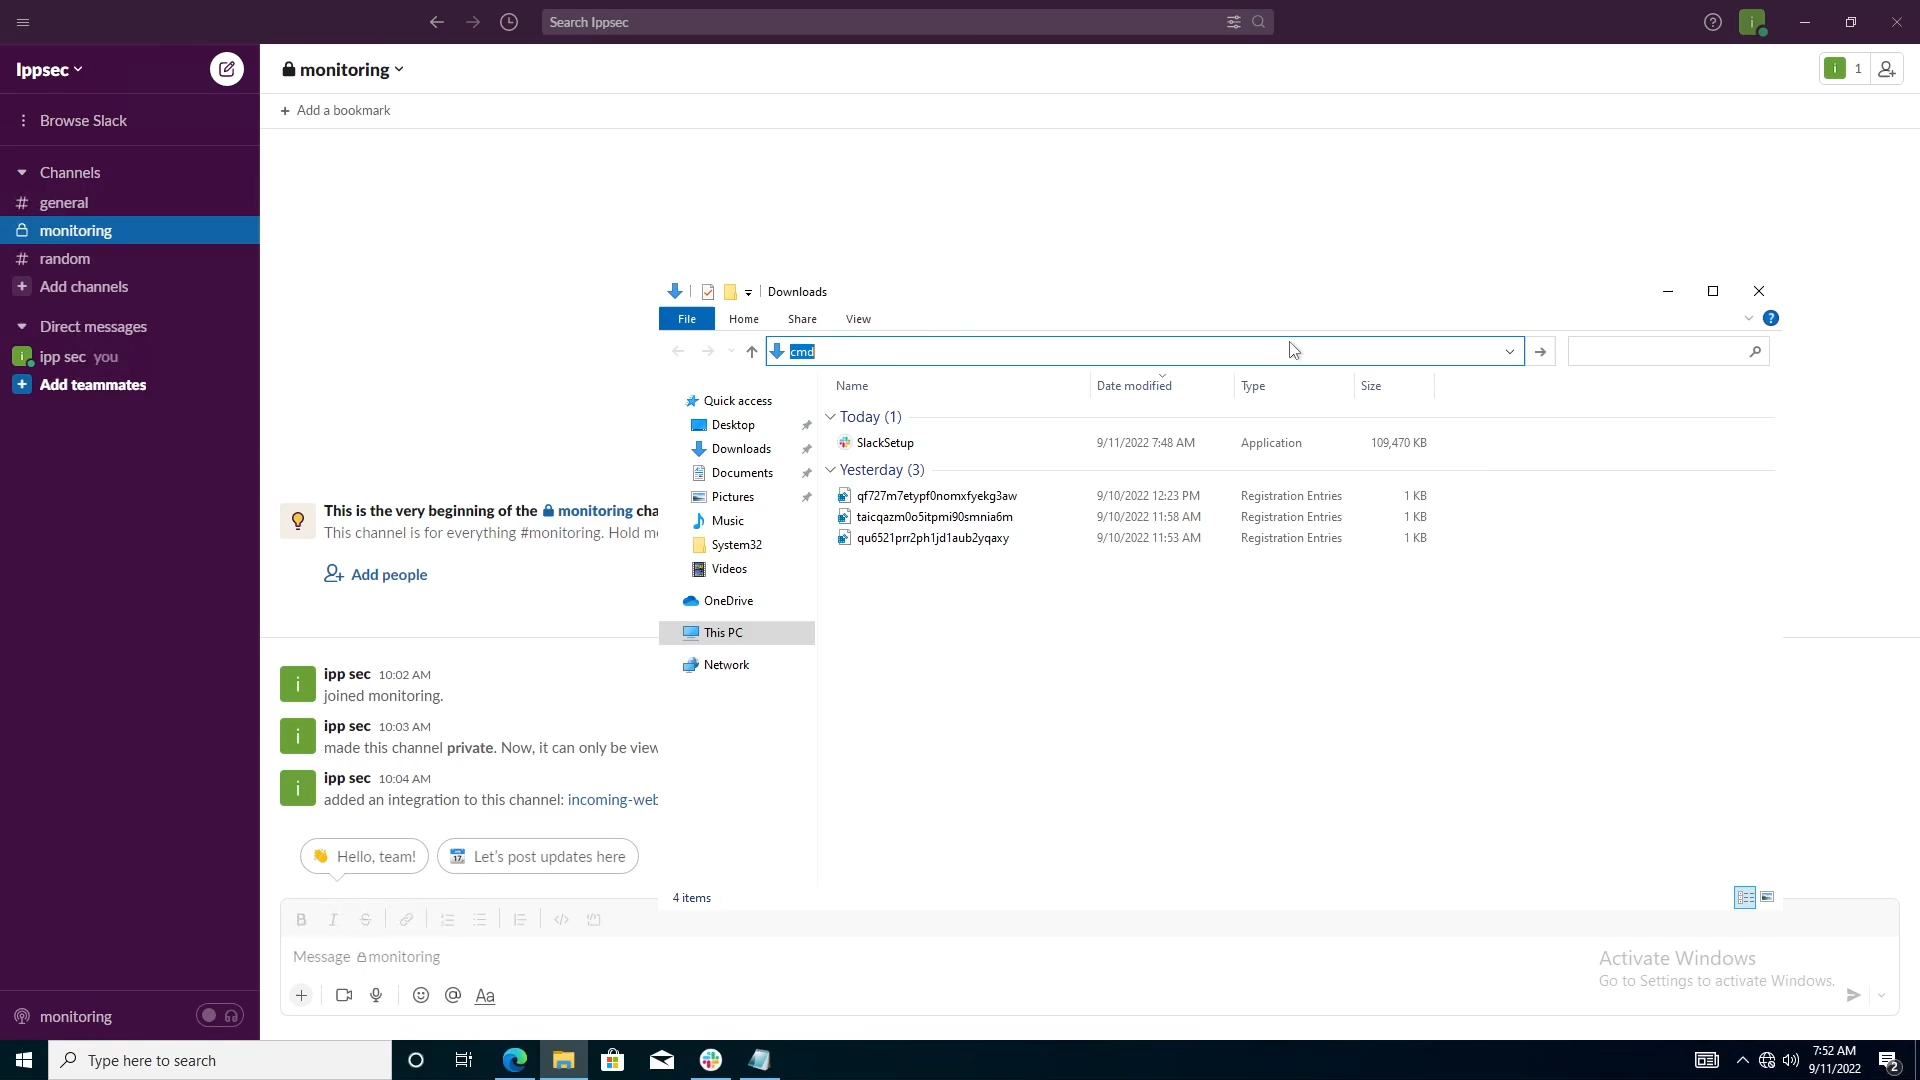 Search Ippsec
i
Ippsec
monitoring
i 1
Add a bookmark
Browse Slack
Channels
general
monitoring
random
Add channels
Direct messages
i ipp sec you
Add teammates
Downloads
File Home Share View
cmd
Name Date modified Type Size
Quick access
Desktop
Downloads
Documents
Pictures
Music
System32
Videos
OneDrive
This PC
Network
Today (1)
SlackSetup 9/11/2022 7:48 AM Application 109,470 KB
Yesterday (3)
qf727m7etypf0nomxfyekg3aw 9/10/2022 12:23 PM Registration Entries 1 KB
taicqazm0o5itpmi90smnia6m 9/10/2022 11:58 AM Registration Entries 1 KB
qu6521prr2ph1jd1aub2yqaxy 9/10/2022 11:53 AM Registration Entries 1 KB
4 items
This is the very beginning of the monitoring cha
This channel is for everything #monitoring. Hold me
Add people
i ipp sec 10:02 AM
joined monitoring.
i ipp sec 10:03 AM
made this channel private. Now, it can only be view
i ipp sec 10:04 AM
added an integration to this channel: incoming-web
Hello, team!
17 Let's post updates here
B I S
Message monitoring
Aa
Activate Windows
Go to Settings to activate Windows.
monitoring
Type here to search
7:52 AM
9/11/2022
2